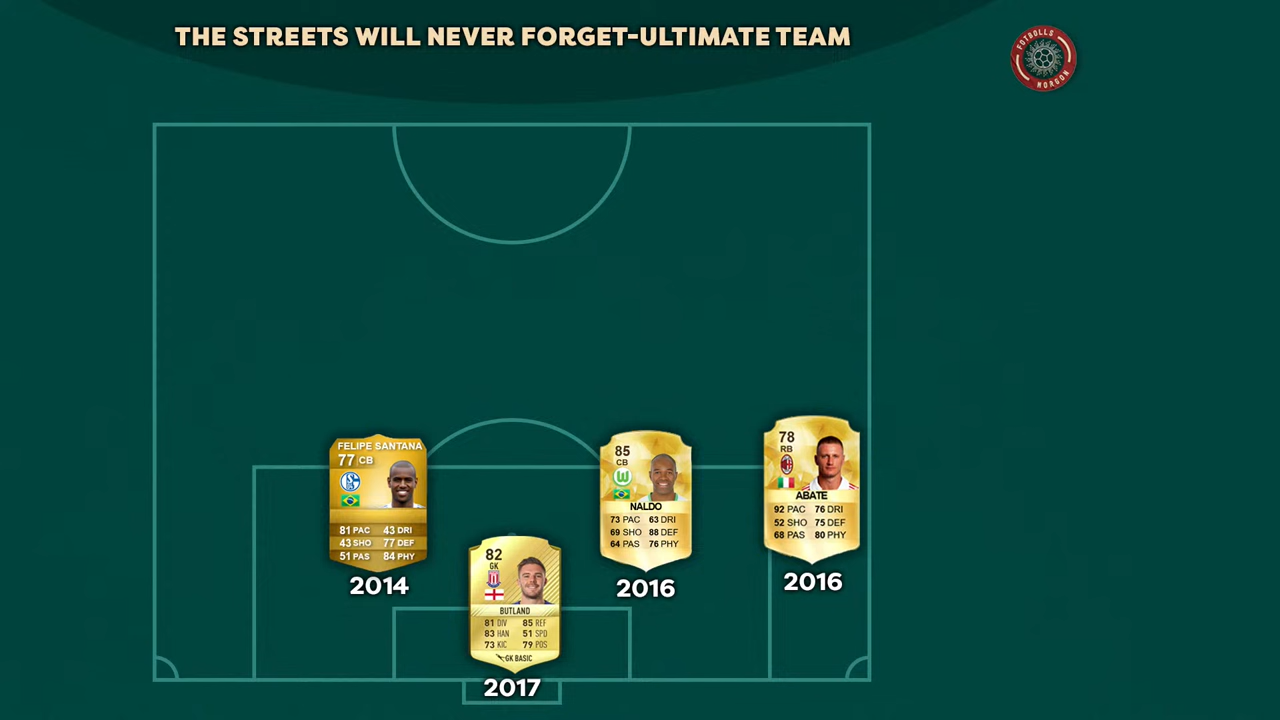 THE STREETS WILL NEVER FORGET-ULTIMATE TEAM
FOTBOLLS
MORGON
FELIPE SANTANA
77 CB
81 PAC 43 DRI
43 SHO 77 DEF
51 PAS 84 PHY
2014
82
GK
BUTLAND
81 DIV 85 REF
83 HAN 51 SPD
73 KIC 79 POS
GK BASIC
2017
85
CB
NALDO
73 PAC 63 DRI
69 SHO 88 DEF
64 PAS 76 PHY
2016
78
RB
ABATE
92 PAC 76 DRI
52 SHO 75 DEF
68 PAS 80 PHY
2016